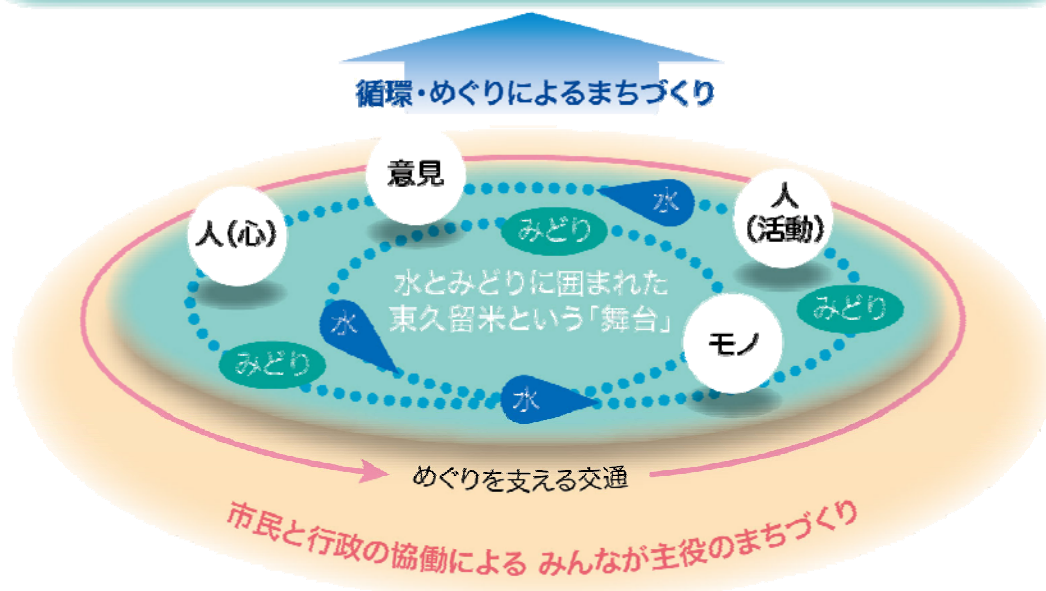 循環・めぐりによるまちづくり
意見
水
人
(活動)
人(心)
みどり
水とみどりに囲まれた
東久留米という「舞台」
みどり
水
モノ
みどり
水
めぐりを支える交通
市民と行政の協働による みんなが主役のまちづくり